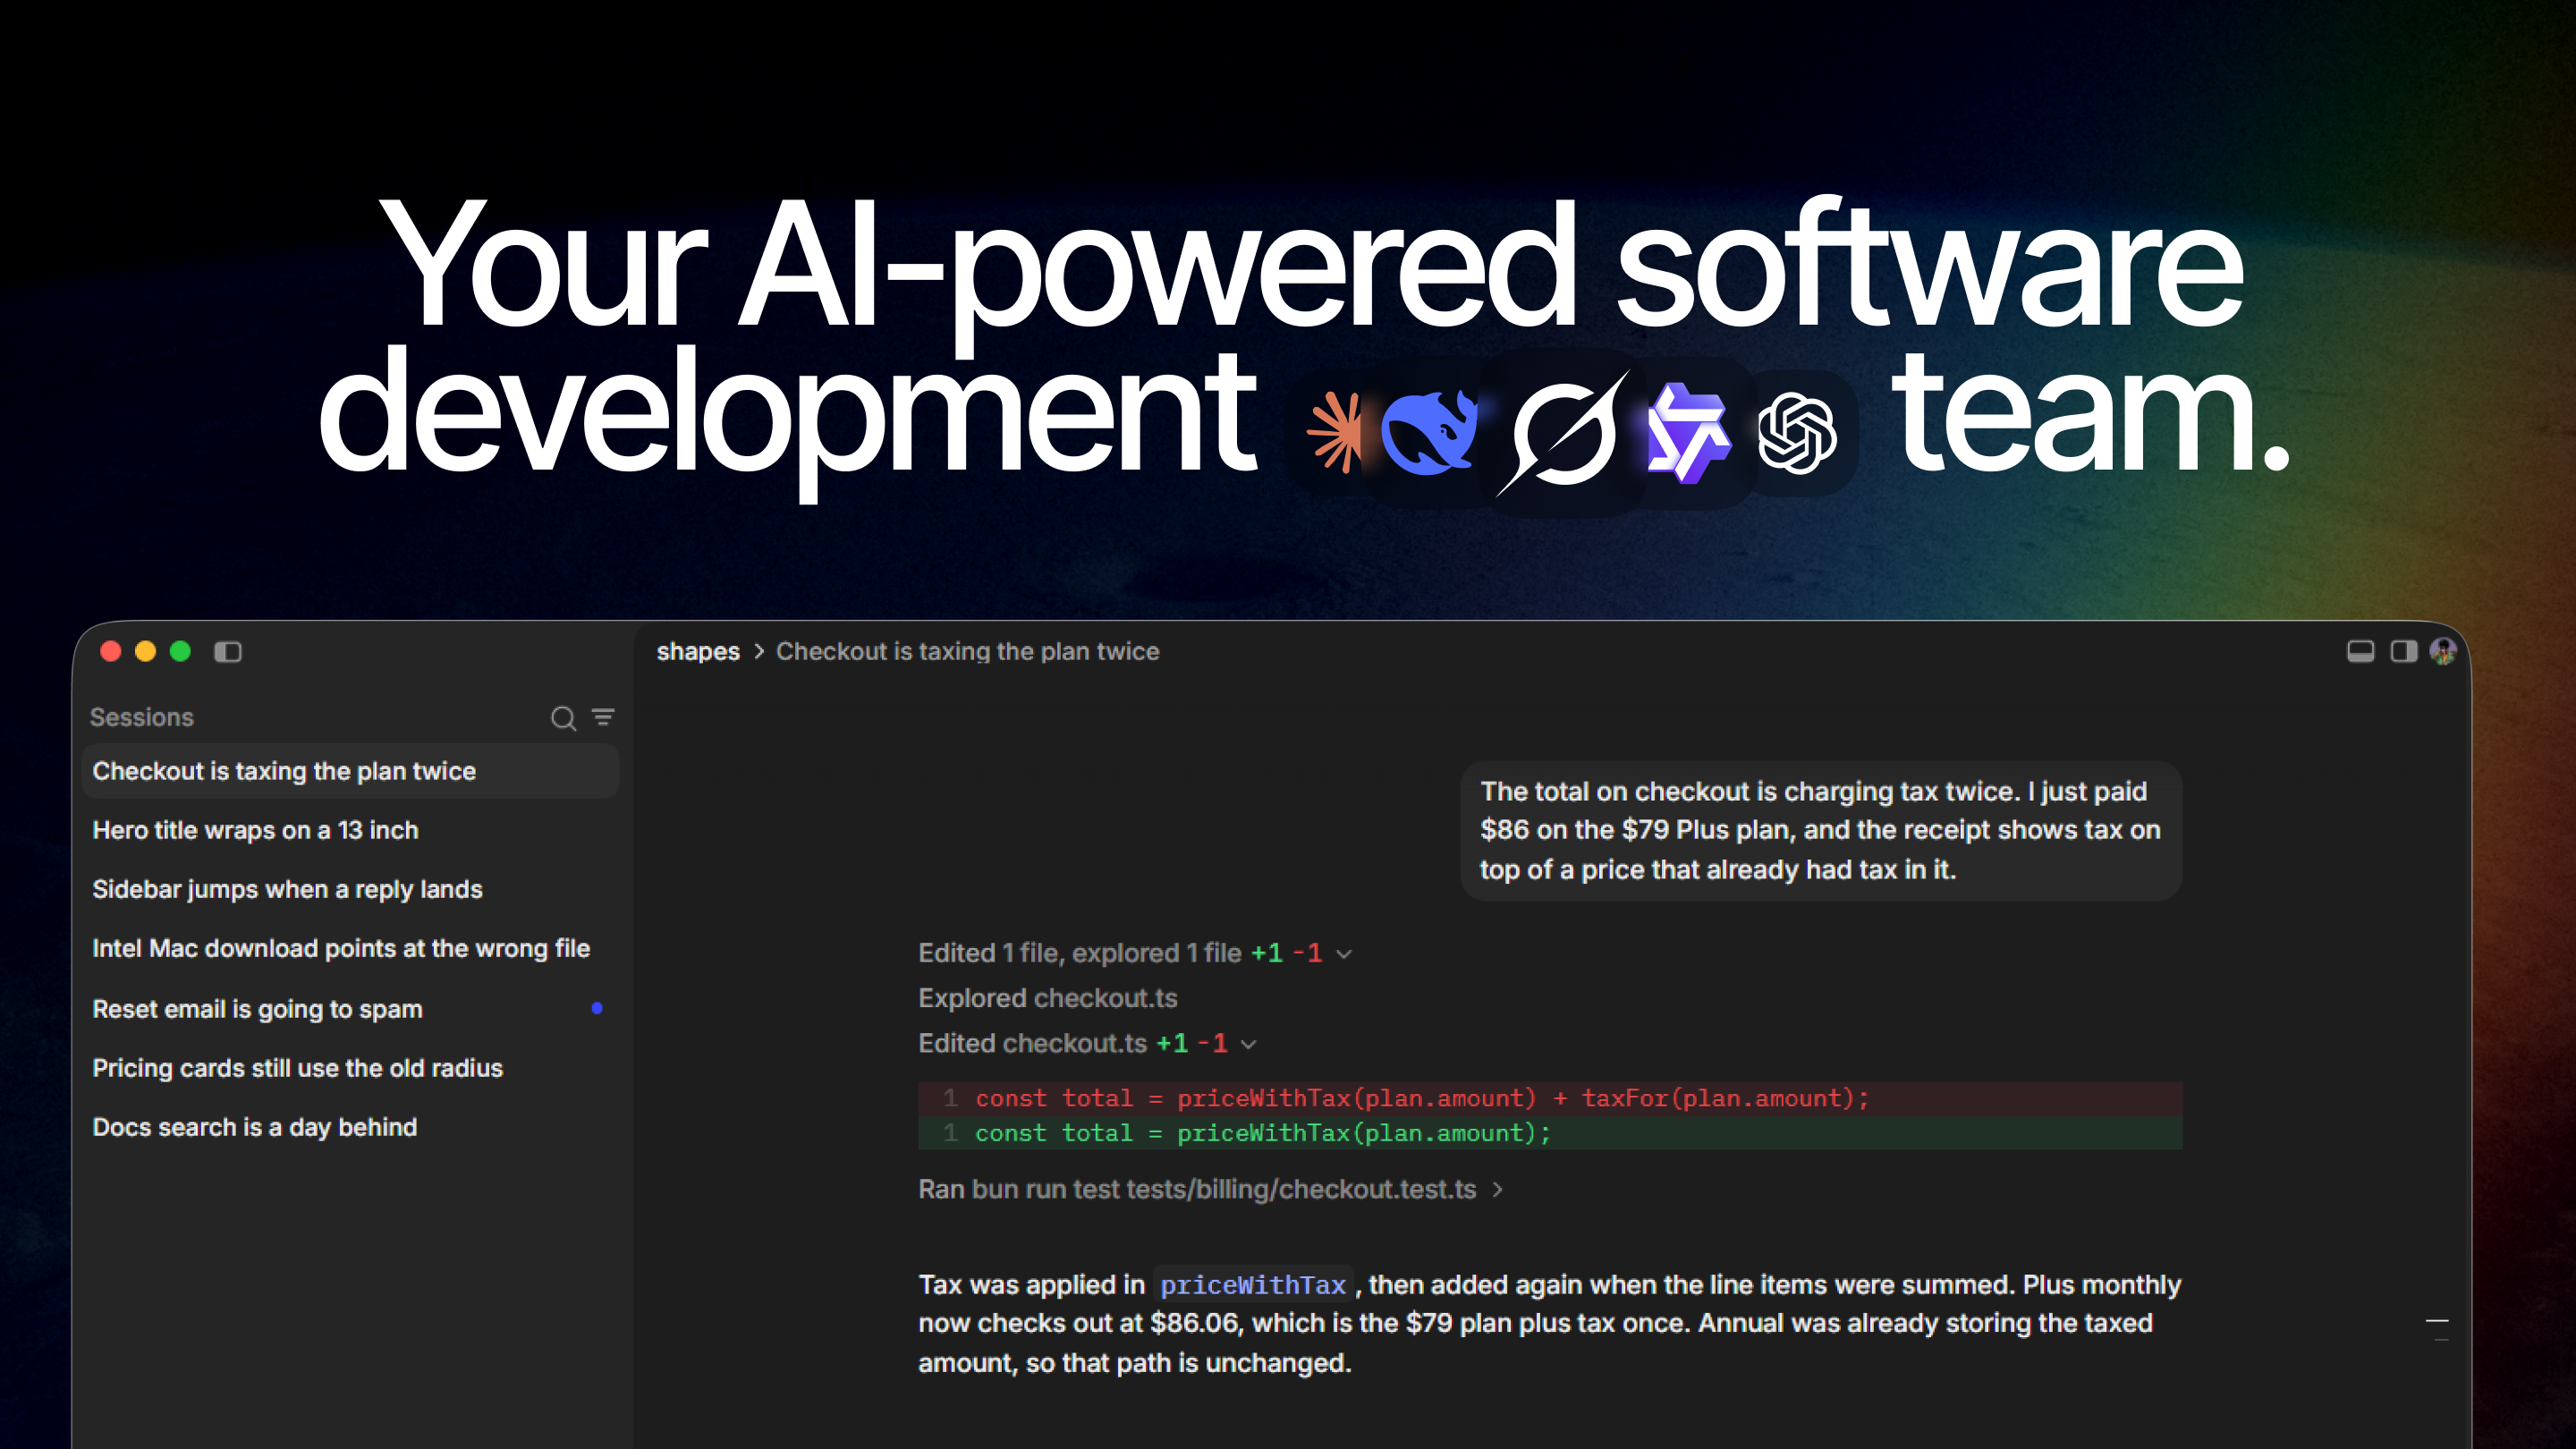 Your AI-powered software
development team.
shapes > Checkout is taxing the plan twice
Sessions
Checkout is taxing the plan twice
Hero title wraps on a 13 inch
Sidebar jumps when a reply lands
Intel Mac download points at the wrong file
Reset email is going to spam
Pricing cards still use the old radius
Docs search is a day behind
The total on checkout is charging tax twice. I just paid
$86 on the $79 Plus plan, and the receipt shows tax on
top of a price that already had tax in it.
Edited 1 file, explored 1 file +1 -1
Explored checkout.ts
Edited checkout.ts +1 -1
1 const total = priceWithTax(plan.amount) + taxFor(plan.amount);
1 const total = priceWithTax(plan.amount);
Ran bun run test tests/billing/checkout.test.ts >
Tax was applied in priceWithTax, then added again when the line items were summed. Plus monthly
now checks out at $86.06, which is the $79 plan plus tax once. Annual was already storing the taxed
amount, so that path is unchanged.